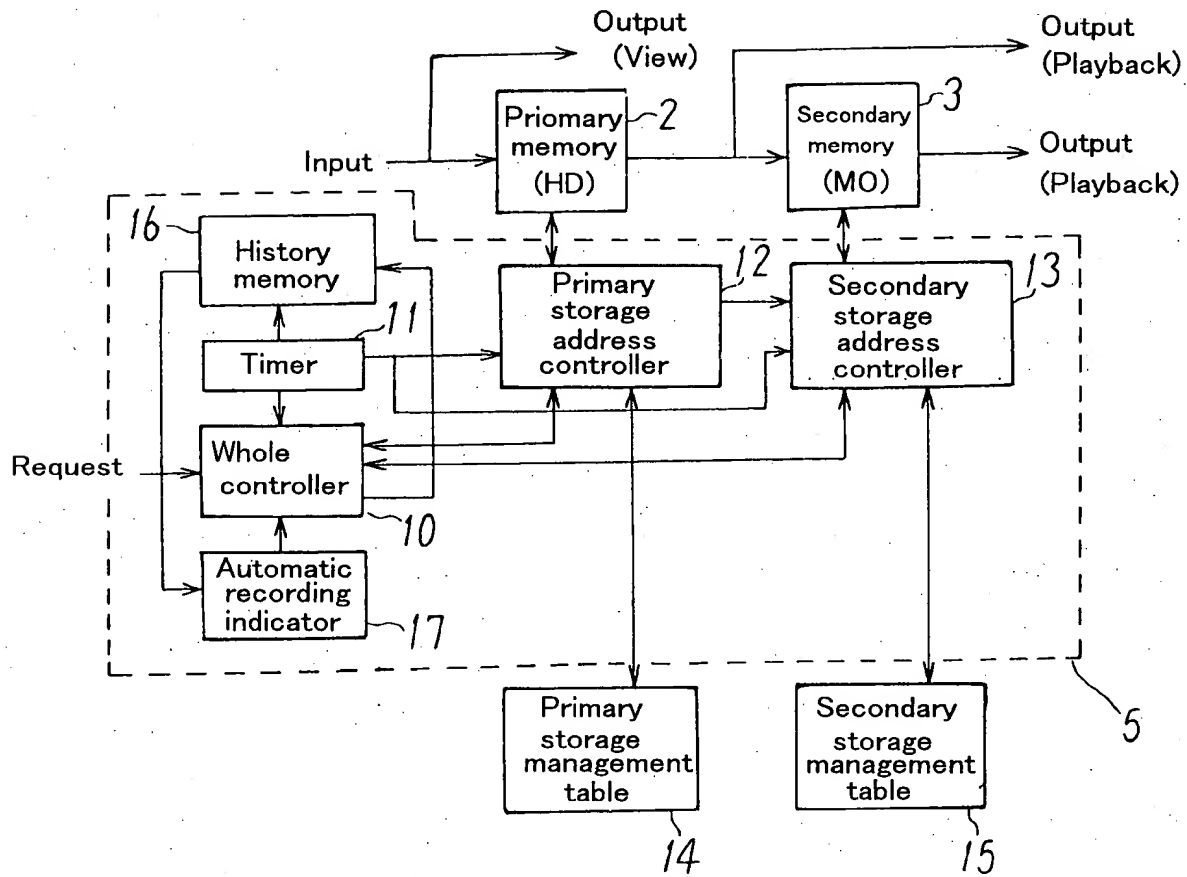 Output
(View)
Output
(Playback)
2
3
Priomary
memory
(HD)
Secondary
memory
(MO)
Input
Output
(Playback)
16
History
memory
12
Primary
storage
address
controller
13
Secondary
storage
address
controller
11
Timer
Request
Whole
controller
10
Automatic
recording
indicator
17
Primary
storage
management
table
14
Secondary
storage
management
table
15
5